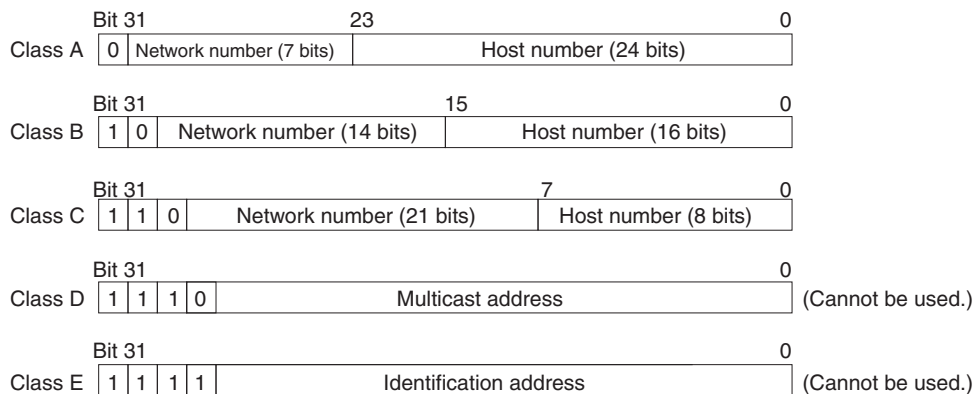 Bit 31 23 0
Class A 0 Network number (7 bits) Host number (24 bits)
Bit 31 15 0
Class B 1 0 Network number (14 bits) Host number (16 bits)
Bit 31 7 0
Class C 1 1 0 Network number (21 bits) Host number (8 bits)
Bit 31 0
Class D 1 1 1 0 Multicast address (Cannot be used.)
Bit 31 0
Class E 1 1 1 1 Identification address (Cannot be used.)